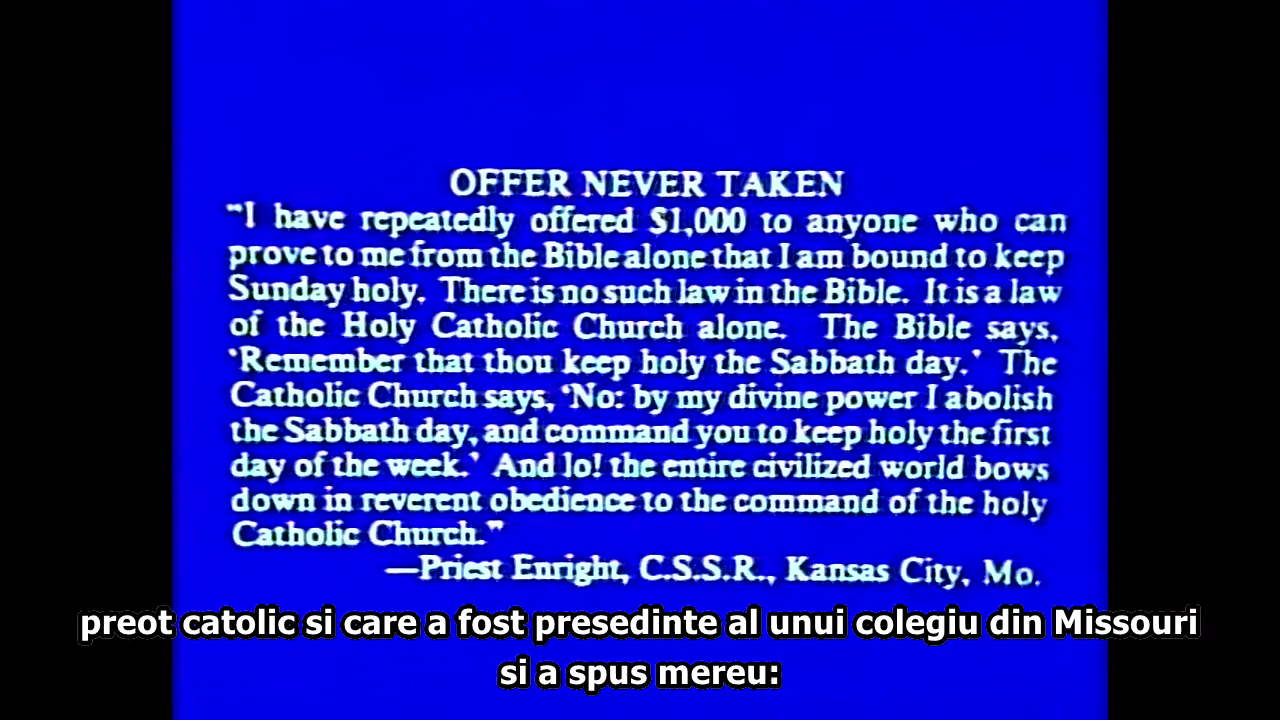 OFFER NEVER TAKEN
"I have repeatedly offered $1,000 to anyone who can
prove to me from the Bible alone that I am bound to keep
Sunday holy. There is no such law in the Bible. It is a law
of the Holy Catholic Church alone. The Bible says,
'Remember that thou keep holy the Sabbath day.' The
Catholic Church says, 'No: by my divine power I abolish
the Sabbath day, and command you to keep holy the first
day of the week.' And lo! the entire civilized world bows
down in reverent obedience to the command of the holy
Catholic Church."
—Priest Enright, C.S.S.R., Kansas City, Mo.
preot catolic si care a fost presedinte al unui colegiu din Missouri
si a spus mereu: